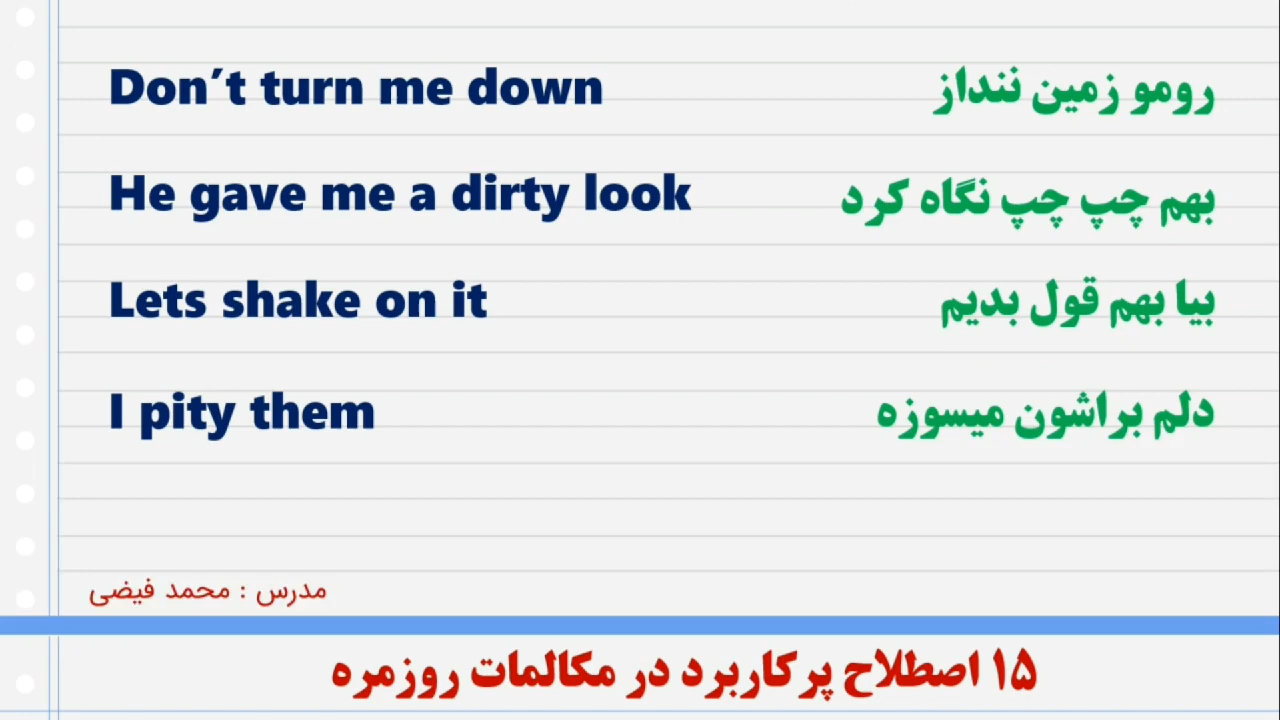 Don′t turn me down رومو زمین ننداز
He gave me a dirty look بهم چپ چپ نگاه کرد
Lets shake on it بیا بهم قول بدیم
I pity them دلم براشون میسوزه
مدرس : محمد فیضی
۱۵ اصطلاح پرکاربرد در مکالمات روزمره